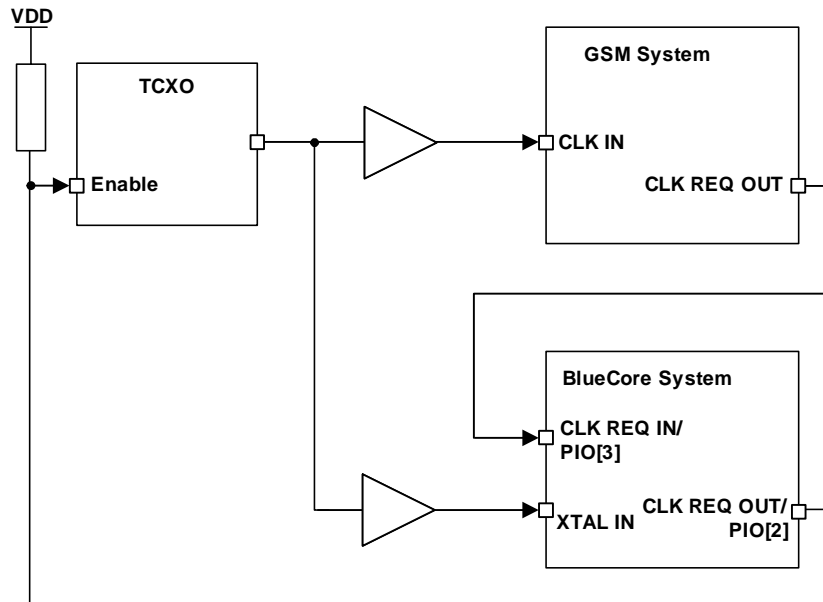 VDD
TCXO
Enable
GSM System
CLK IN
CLK REQ OUT
BlueCore System
CLK REQ IN/
PIO[3]
XTAL IN
CLK REQ OUT/
PIO[2]